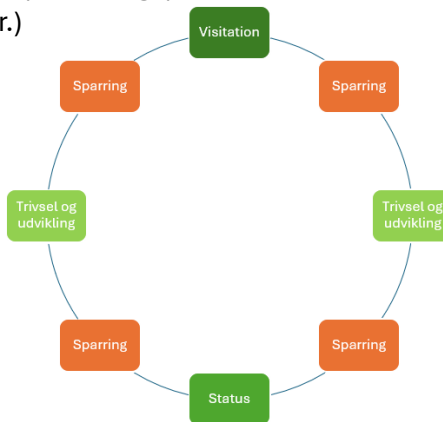 r.)
Visitation
Sparring
Sparring
Trivsel og
udvikling
Trivsel og
udvikling
Sparring
Sparring
Status